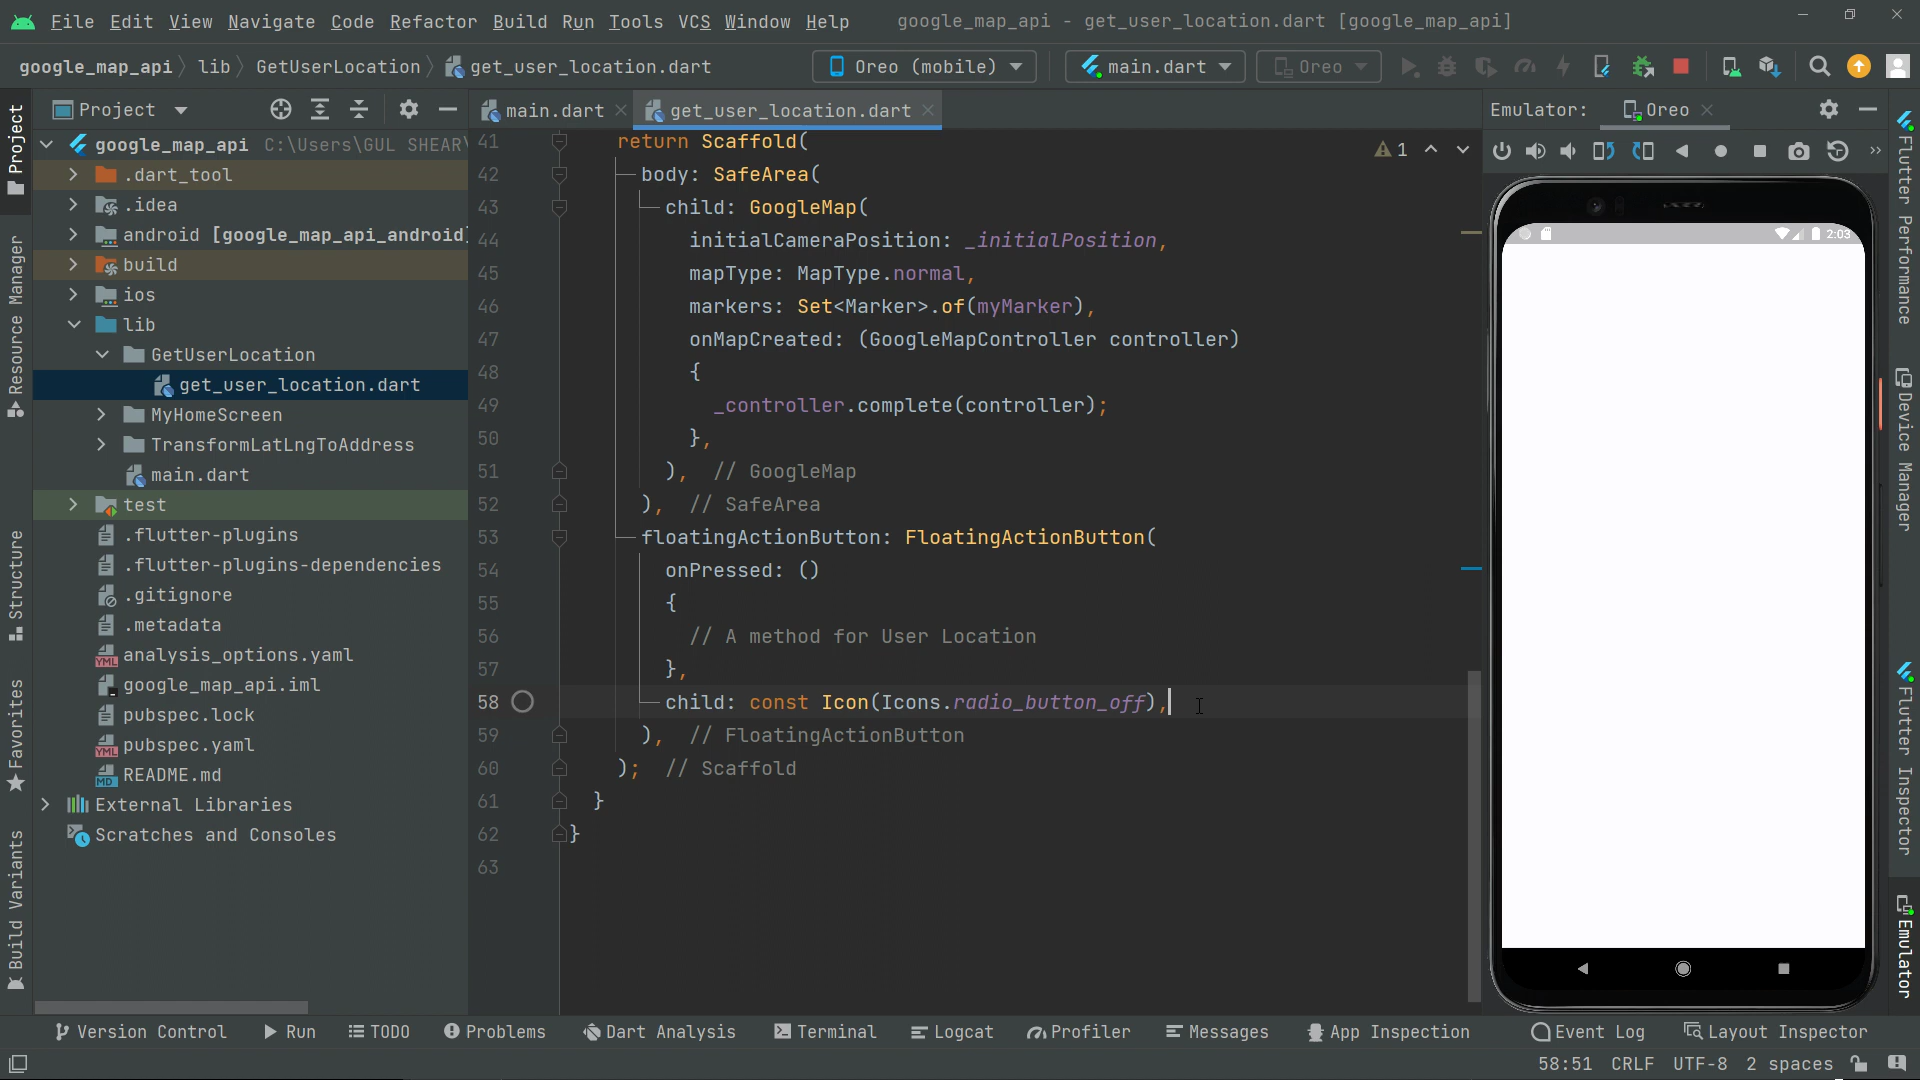 File Edit View Navigate Code Refactor Build Run Tools VCS Window Help google_map_api - get_user_location.dart [google_map_api]
google_map_api lib GetUserLocation get_user_location.dart Oreo (mobile) main.dart Oreo
Project
main.dart get_user_location.dart
Emulator: Oreo
google_map_api C:\Users\GUL SHEAR\
.dart_tool
.idea
android [google_map_api_android]
build
ios
lib
GetUserLocation
get_user_location.dart
MyHomeScreen
TransformLatLngToAddress
main.dart
test
.flutter-plugins
.flutter-plugins-dependencies
.gitignore
.metadata
analysis_options.yaml
google_map_api.iml
pubspec.lock
pubspec.yaml
README.md
External Libraries
Scratches and Consoles
Project
Resource Manager
Structure
Favorites
Build Variants
41 return Scaffold(
1
42 body: SafeArea(
43 child: GoogleMap(
44 initialCameraPosition: _initialPosition,
45 mapType: MapType.normal,
46 markers: Set<Marker>.of(myMarker),
47 onMapCreated: (GoogleMapController controller)
48 {
49 _controller.complete(controller);
50 },
51 ), // GoogleMap
52 ), // SafeArea
53 floatingActionButton: FloatingActionButton(
54 onPressed: ()
55 {
56 // A method for User Location
57 },
58 child: const Icon(Icons.radio_button_off),
59 ), // FloatingActionButton
60 ); // Scaffold
61 }
62 }
63
2:03
Flutter Performance
Device Manager
Flutter Inspector
Emulator
Version Control Run TODO Problems Dart Analysis Terminal Logcat Profiler Messages App Inspection Event Log Layout Inspector
58:51 CRLF UTF-8 2 spaces